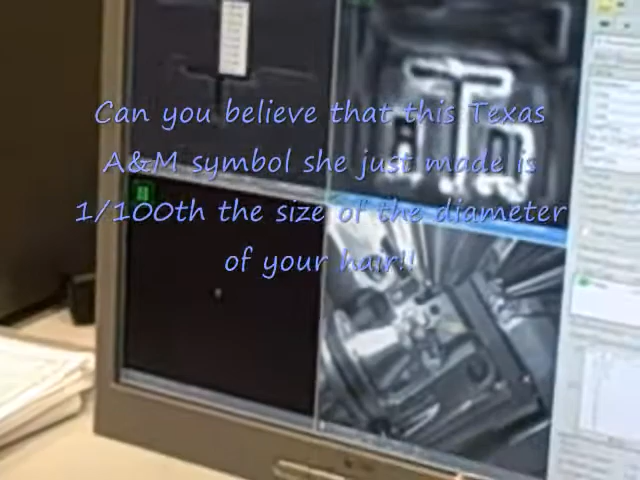 Can you believe that this Texas
A&M symbol she just made is
1/100th the size of the diameter
of your hair!!